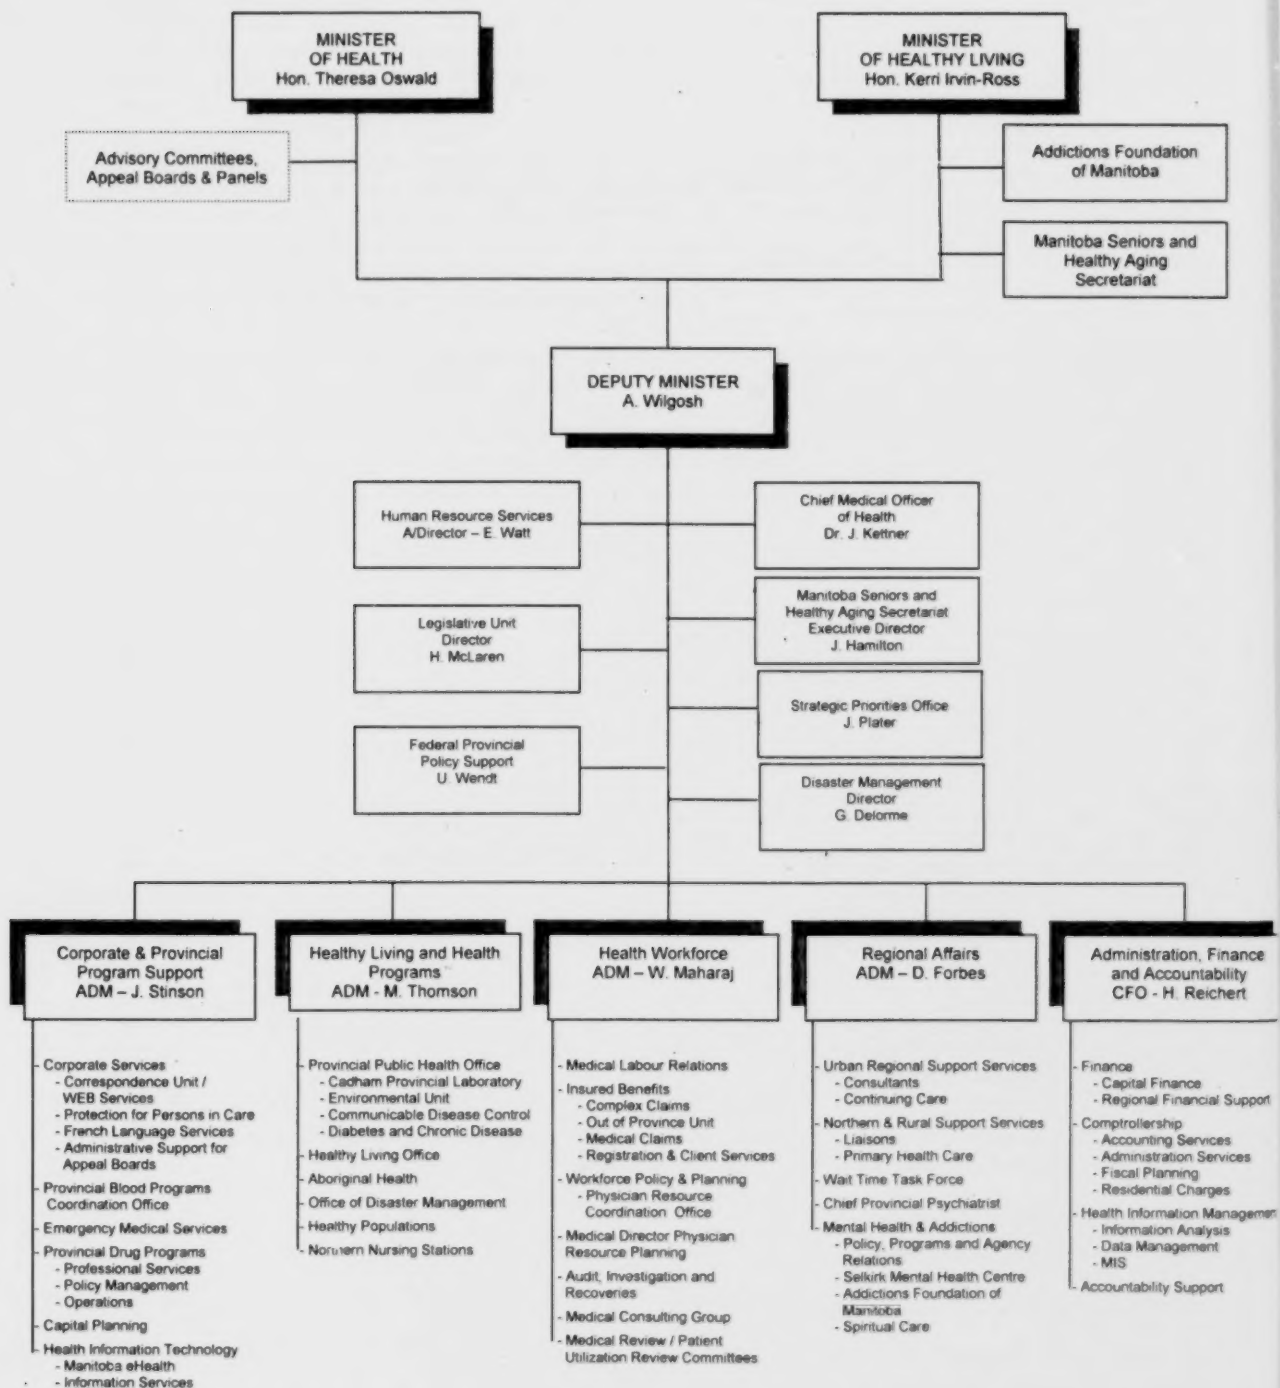 MINISTER
OF HEALTH
Hon. Theresa Oswald
MINISTER
OF HEALTHY LIVING
Hon. Kerri Irvin-Ross
Advisory Committees,
Appeal Boards & Panels
Addictions Foundation
of Manitoba
Manitoba Seniors and
Healthy Aging
Secretariat
DEPUTY MINISTER
A. Wilgosh
Human Resource Services
A/Director – E. Watt
Chief Medical Officer
of Health
Dr. J. Kettner
Legislative Unit
Director
H. McLaren
Manitoba Seniors and
Healthy Aging Secretariat
Executive Director
J. Hamilton
Strategic Priorities Office
J. Plater
Federal Provincial
Policy Support
U. Wendt
Disaster Management
Director
G. Delorme
Corporate & Provincial
Program Support
ADM – J. Stinson
- Corporate Services
- Correspondence Unit /
WEB Services
- Protection for Persons in Care
- French Language Services
- Administrative Support for
Appeal Boards
- Provincial Blood Programs
Coordination Office
- Emergency Medical Services
- Provincial Drug Programs
- Professional Services
- Policy Management
- Operations
- Capital Planning
- Health Information Technology
- Manitoba eHealth
- Information Services
Healthy Living and Health
Programs
ADM - M. Thomson
- Provincial Public Health Office
- Cadham Provincial Laboratory
- Environmental Unit
- Communicable Disease Control
- Diabetes and Chronic Disease
- Healthy Living Office
- Aboriginal Health
- Office of Disaster Management
- Healthy Populations
- Northern Nursing Stations
Health Workforce
ADM – W. Maharaj
- Medical Labour Relations
- Insured Benefits
- Complex Claims
- Out of Province Unit
- Medical Claims
- Registration & Client Services
- Workforce Policy & Planning
- Physician Resource
Coordination Office
- Medical Director Physician
Resource Planning
- Audit, Investigation and
Recoveries
- Medical Consulting Group
- Medical Review / Patient
Utilization Review Committees
Regional Affairs
ADM – D. Forbes
- Urban Regional Support Services
- Consultants
- Continuing Care
- Northern & Rural Support Services
- Liaisons
- Primary Health Care
- Wait Time Task Force
- Chief Provincial Psychiatrist
- Mental Health & Addictions
- Policy, Programs and Agency
Relations
- Selkirk Mental Health Centre
- Addictions Foundation of
Manitoba
- Spiritual Care
Administration, Finance
and Accountability
CFO - H. Reichert
- Finance
- Capital Finance
- Regional Financial Support
- Comptrollership
- Accounting Services
- Administration Services
- Fiscal Planning
- Residential Charges
- Health Information Managemen
- Information Analysis
- Data Management
- MIS
- Accountability Support